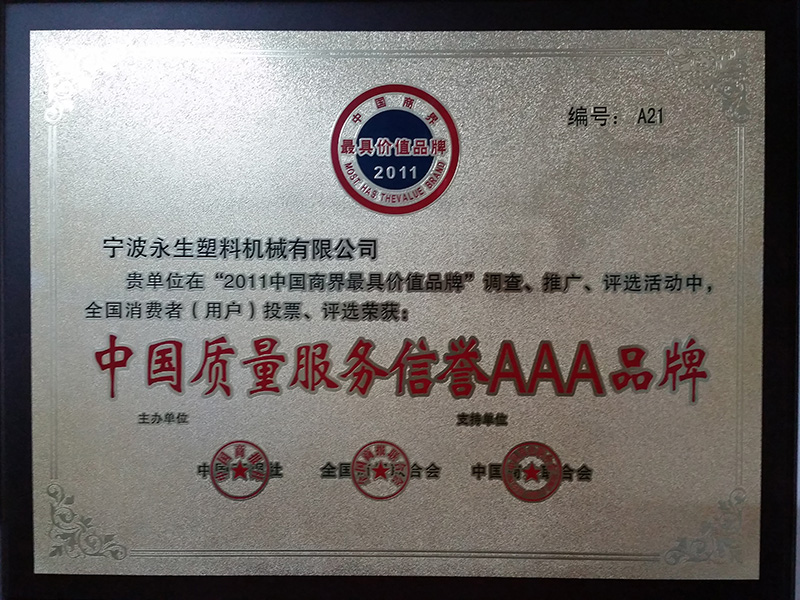 中国商界
最具价值品牌
2011
MOST HAS THEVALUE BRAND
编号： A21
宁波永生塑料机械有限公司
贵单位在“2011中国商界最具价值品牌”调查、推广、评选活动中，
全国消费者（用户）投票、评选荣获：
中国质量服务信誉AAA品牌
主办单位 支持单位